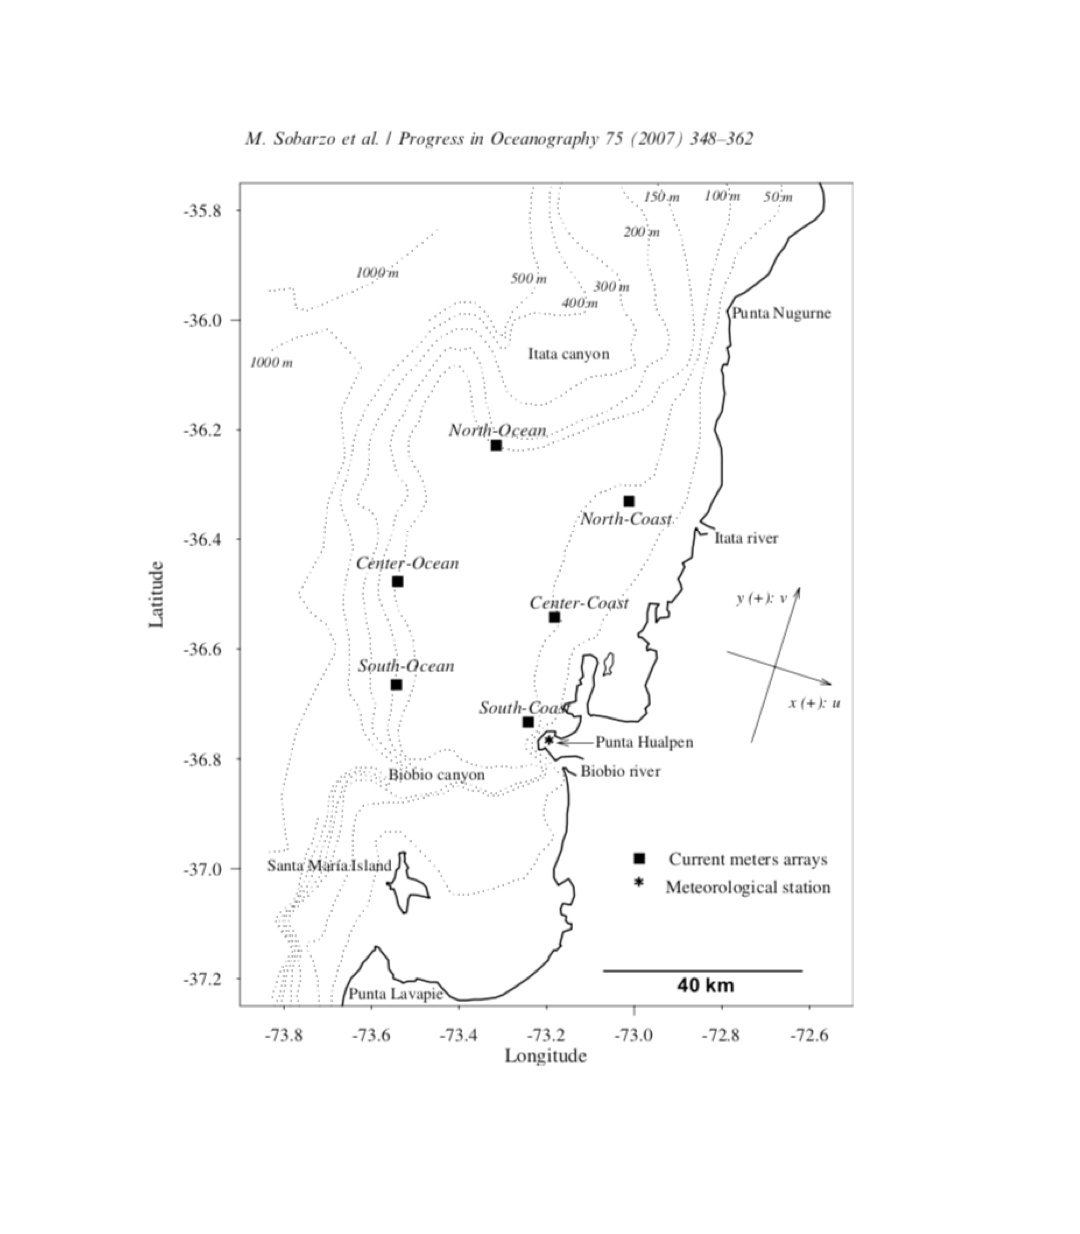 M. Sobarzo et al. / Progress in Oceanography 75 (2007) 348–362
-35.8
150 m
100 m
50 m
200 m
1000 m
500 m
300 m
400 m
-36.0
Punta Nugurne
Itata canyon
1000 m
-36.2
North-Ocean
North-Coast
-36.4
Itata river
Center-Ocean
y (+): v
Center-Coast
Latitude
-36.6
South-Ocean
x (+): u
South-Coast
Punta Hualpen
-36.8
Biobio canyon
Biobio river
Current meters arrays
Santa María Island
-37.0
Meteorological station
-37.2
40 km
Punta Lavapie
-73.8
-73.6
-73.4
-73.2
-73.0
-72.8
-72.6
Longitude